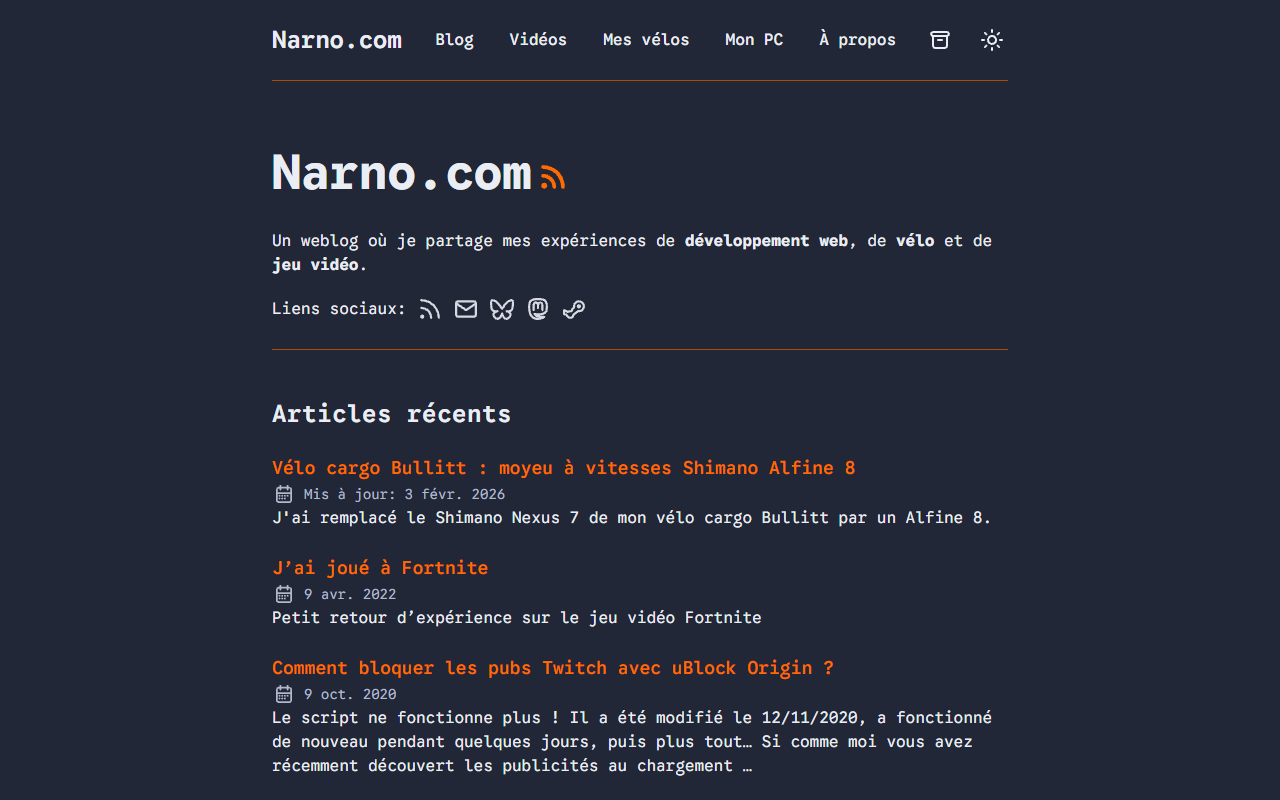 Narno.com Blog Vidéos Mes vélos Mon PC À propos
Narno.com
Un weblog où je partage mes expériences de développement web, de vélo et de
jeu vidéo.
Liens sociaux:
Articles récents
Vélo cargo Bullitt : moyeu à vitesses Shimano Alfine 8
Mis à jour: 3 févr. 2026
J'ai remplacé le Shimano Nexus 7 de mon vélo cargo Bullitt par un Alfine 8.
J’ai joué à Fortnite
9 avr. 2022
Petit retour d’expérience sur le jeu vidéo Fortnite
Comment bloquer les pubs Twitch avec uBlock Origin ?
9 oct. 2020
Le script ne fonctionne plus ! Il a été modifié le 12/11/2020, a fonctionné
de nouveau pendant quelques jours, puis plus tout… Si comme moi vous avez
récemment découvert les publicités au chargement …